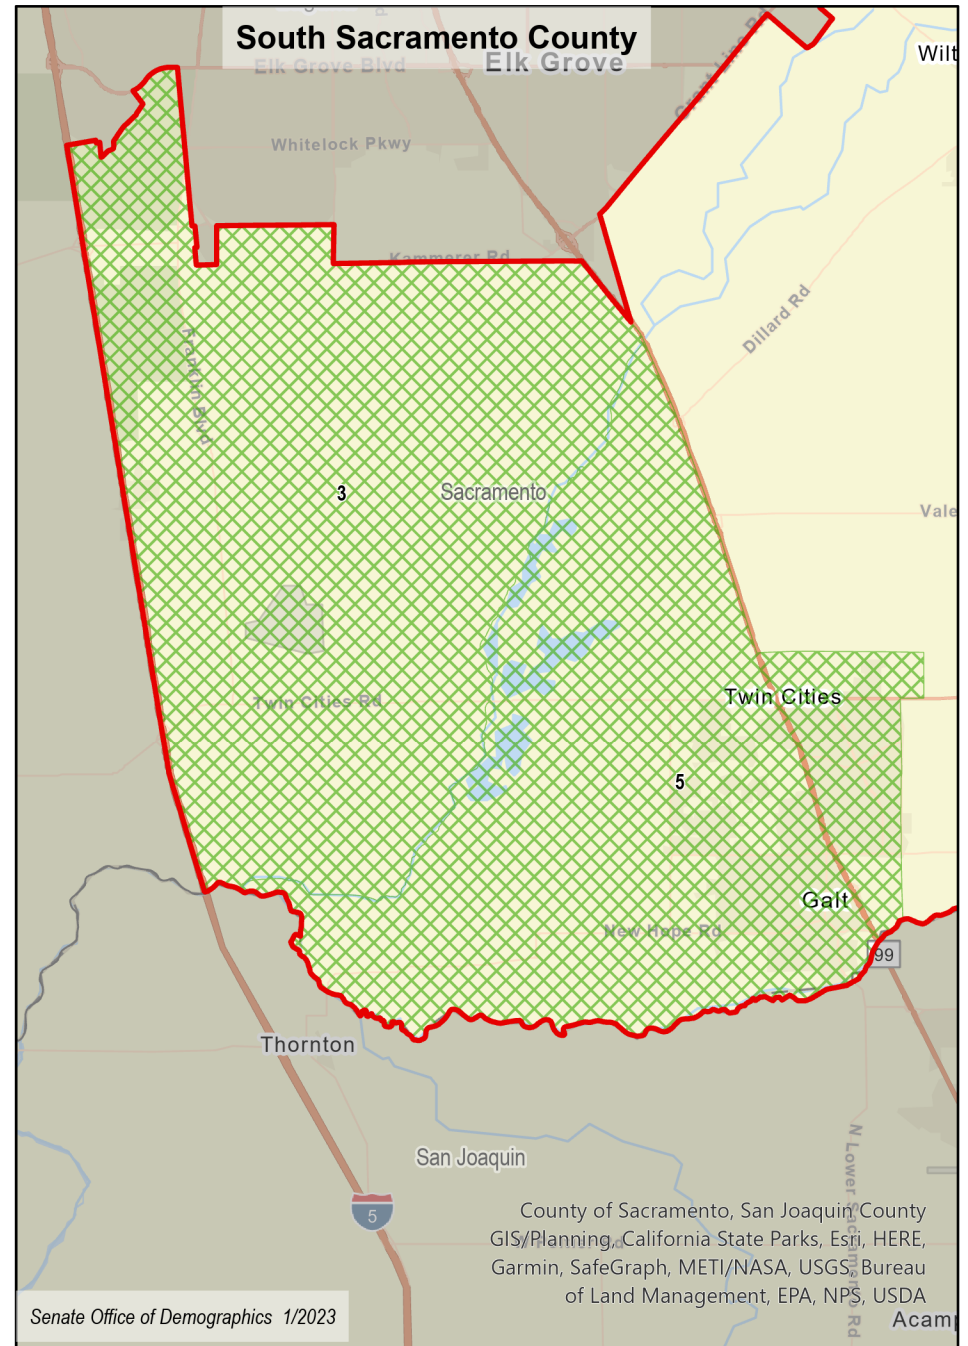 South Sacramento County
Elk Grove Blvd
Elk Grove
Grant Line Rd
Wilt
Whitelock Pkwy
Kammerer Rd
Dillard Rd
Franklin Blvd
3
Sacramento
Vale
Twin Cities Rd
Twin Cities
5
Galt
New Hope Rd
99
Thornton
San Joaquin
N Lower Sacramento Rd
5
County of Sacramento, San Joaquin County
GIS/Planning, California State Parks, Esri, HERE,
Garmin, SafeGraph, METI/NASA, USGS, Bureau
of Land Management, EPA, NPS, USDA
Senate Office of Demographics 1/2023
Acamp